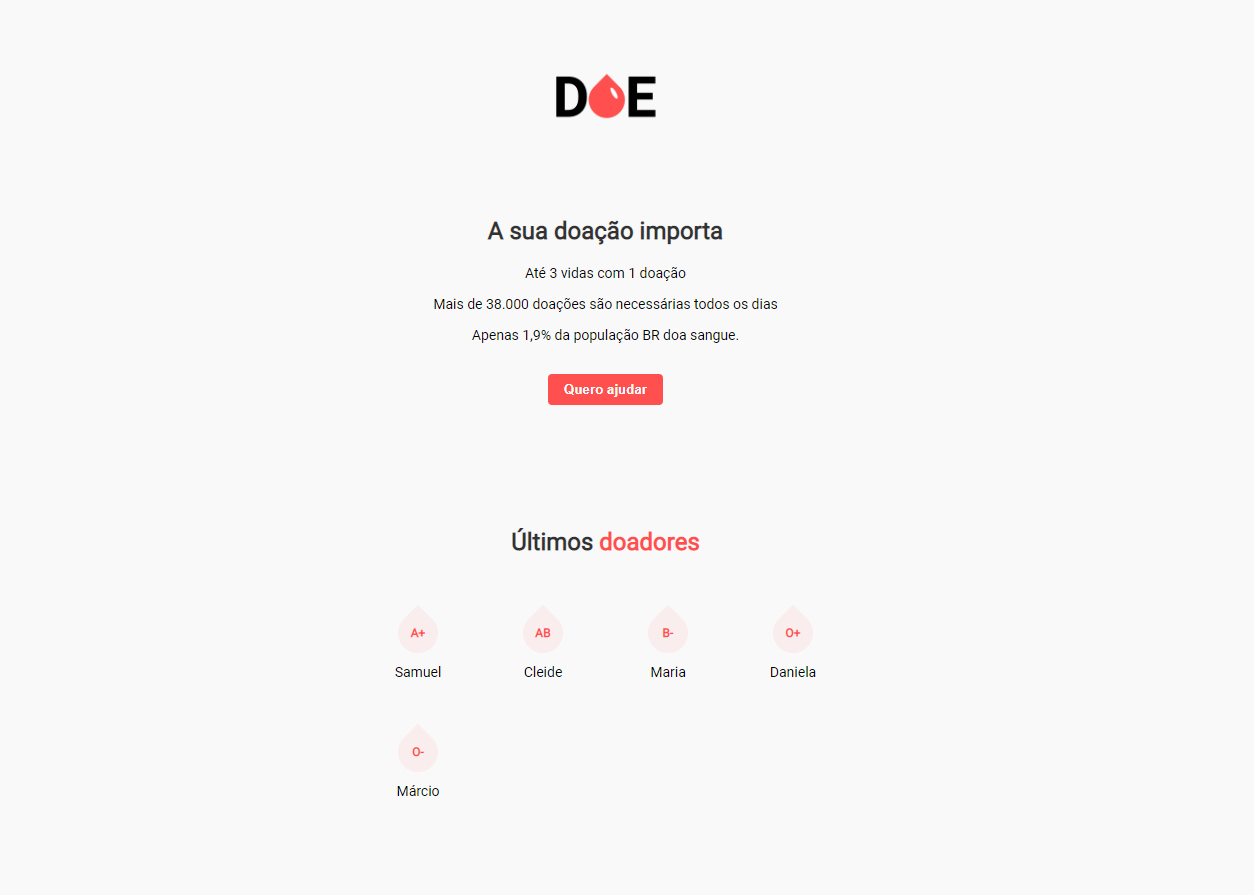 DOE
A sua doação importa
Até 3 vidas com 1 doação
Mais de 38.000 doações são necessárias todos os dias
Apenas 1,9% da população BR doa sangue.
Quero ajudar
Últimos doadores
A+ AB B- O+
Samuel Cleide Maria Daniela
O-
Márcio